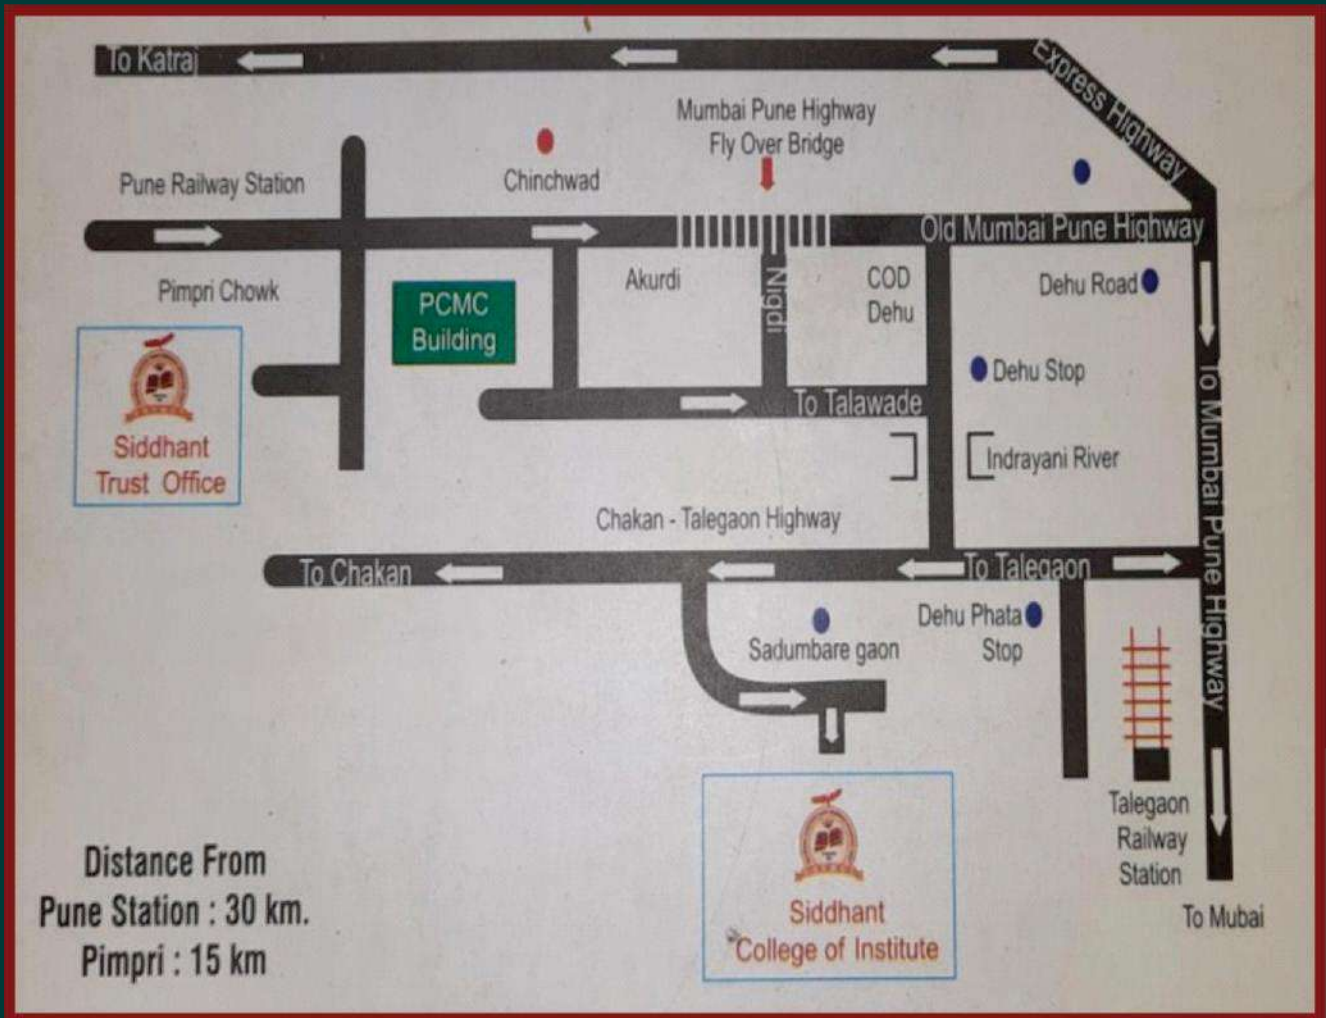 To Katraj
Express Highway
Mumbai Pune Highway
Fly Over Bridge
Chinchwad
Pune Railway Station
Old Mumbai Pune Highway
Pimpri Chowk
PCMC
Building
Akurdi
Nigdi
COD
Dehu
Dehu Road
Dehu Stop
To Talawade
To Mumbai Pune Highway
Siddhant
Trust Office
Indrayani River
Chakan - Talegaon Highway
To Chakan
To Talegaon
Sadumbare gaon
Dehu Phata
Stop
Talegaon
Railway
Station
To Mubai
Siddhant
College of Institute
Distance From
Pune Station : 30 km.
Pimpri : 15 km